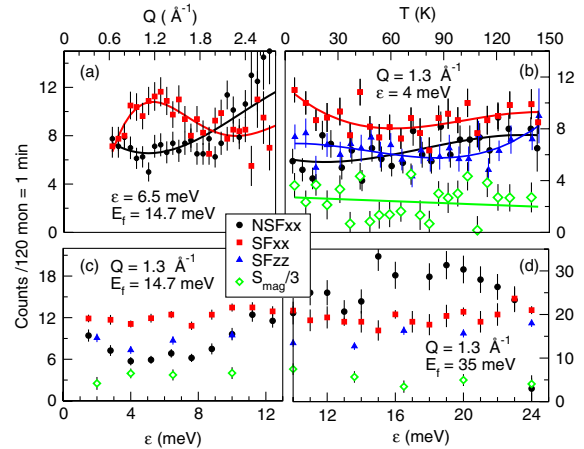 Q ( Å⁻¹)
T (K)
0 0.6 1.2 1.8 2.4
0 30 60 90 120 150
(a)
(b)
Q = 1.3 Å⁻¹
ε = 4 meV
12
8
4
0
12
8
4
0
ε = 6.5 meV
E_f = 14.7 meV
NSFxx
SFxx
SFzz
S_mag/3
Counts /120 mon = 1 min
(c)
Q = 1.3 Å⁻¹
E_f = 14.7 meV
(d)
Q = 1.3 Å⁻¹
E_f = 35 meV
18
12
6
0
30
20
10
0
0 4 8 12
12 16 20 24
ε (meV)
ε (meV)